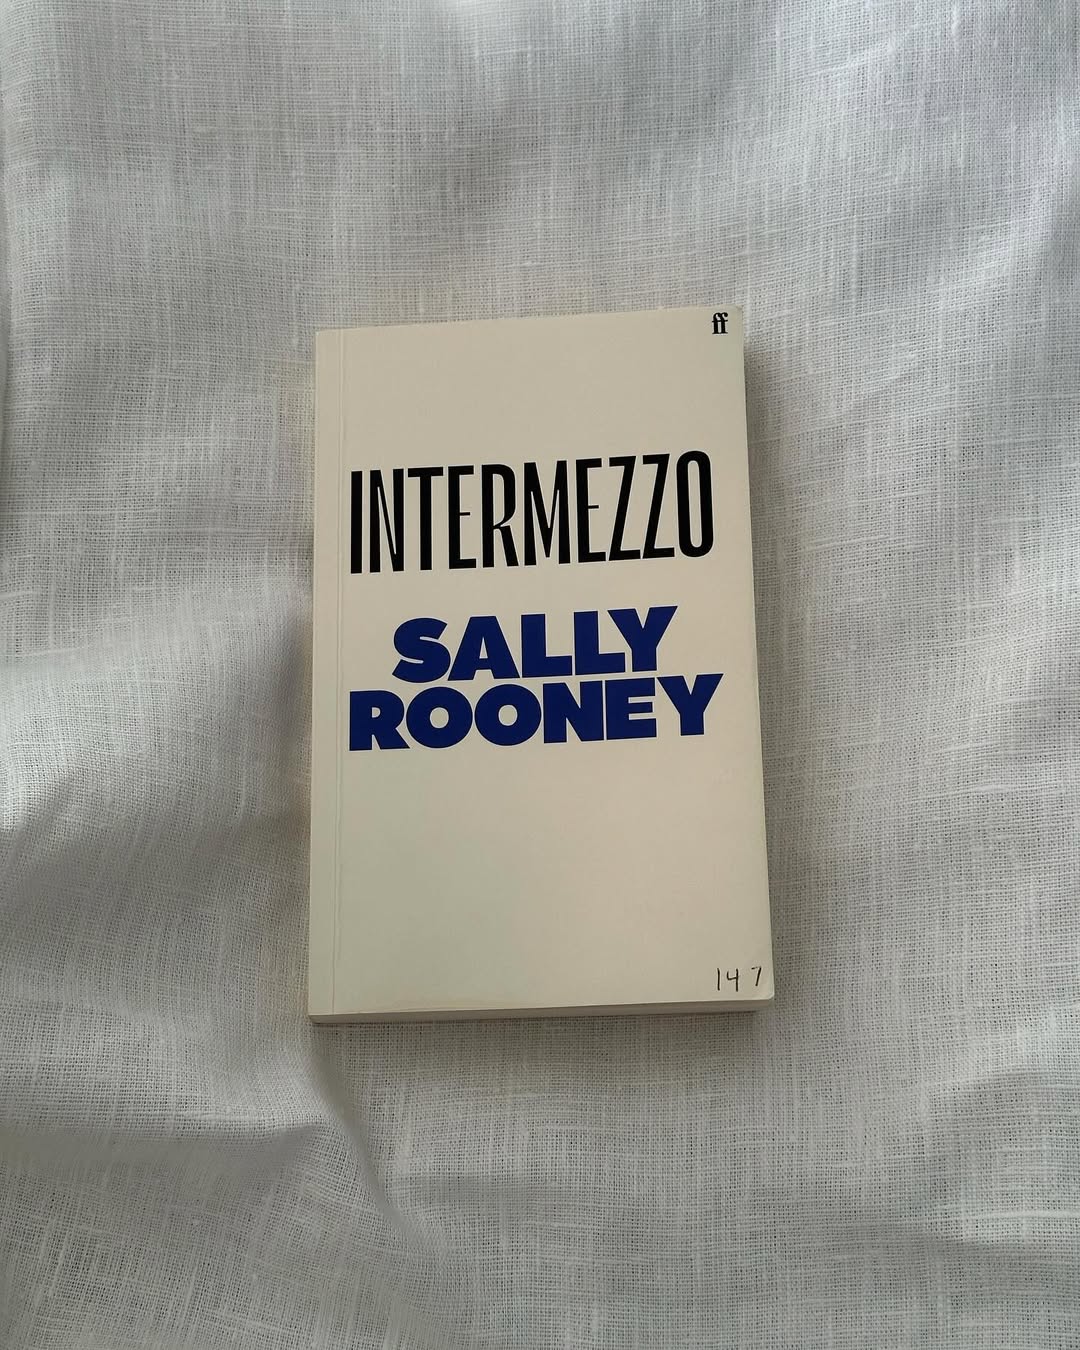 ff
INTERMEZZO
SALLY
ROONEY
147